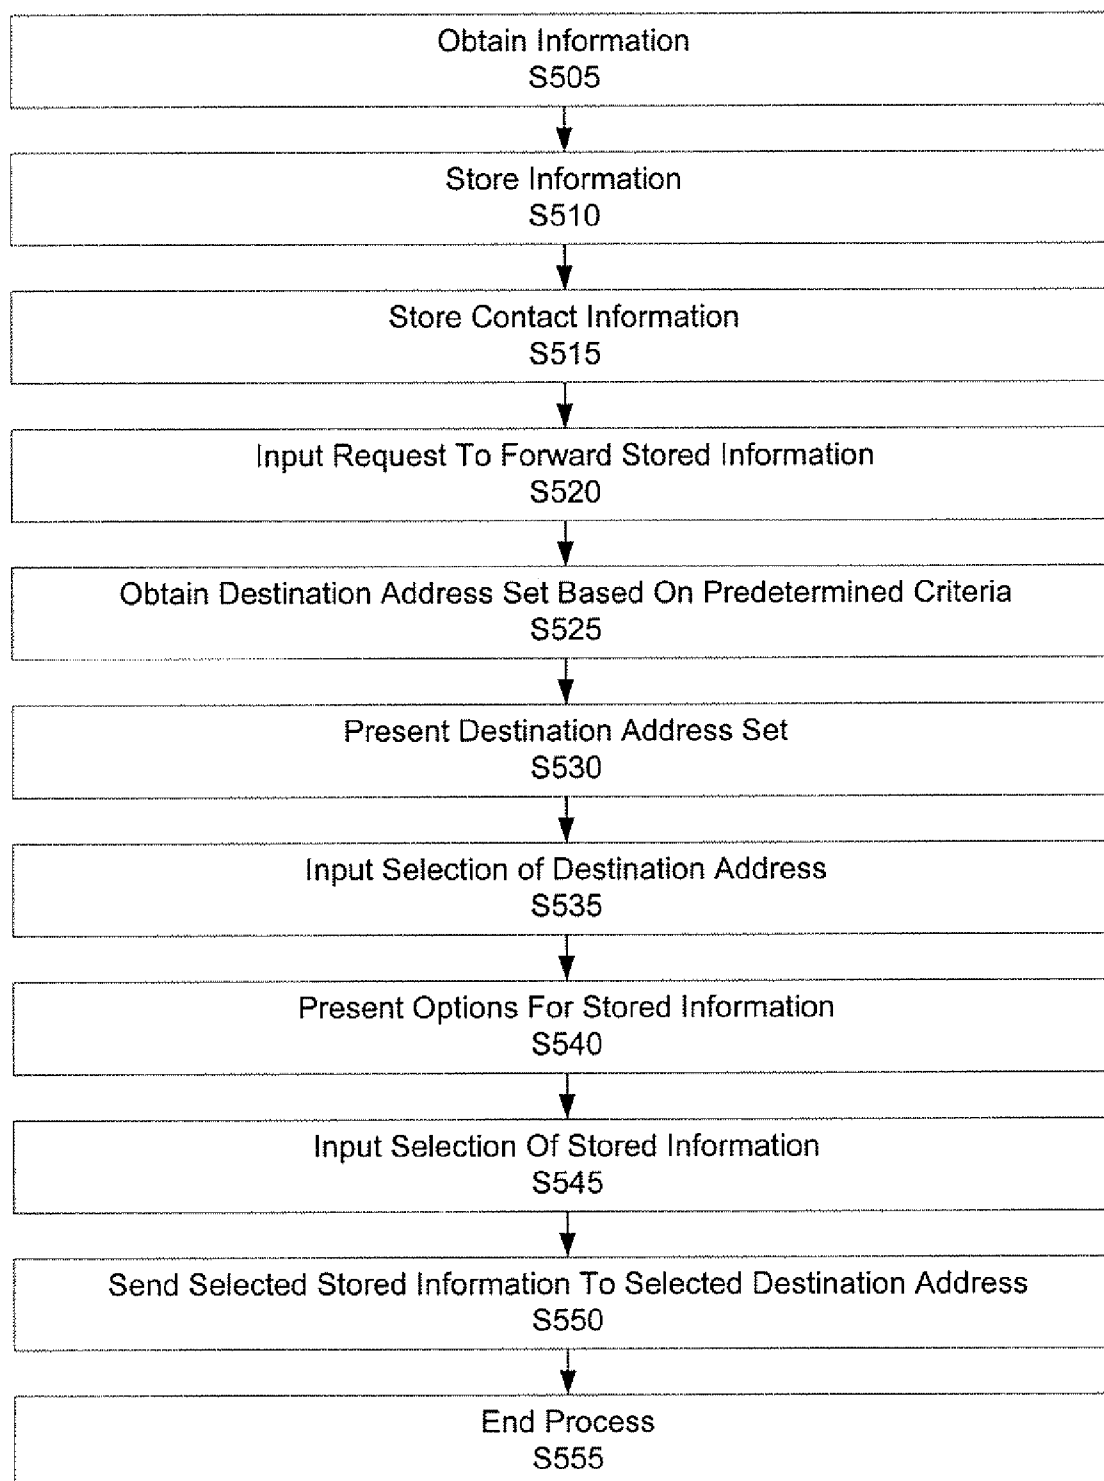 Obtain Information
S505
Store Information
S510
Store Contact Information
S515
Input Request To Forward Stored Information
S520
Obtain Destination Address Set Based On Predetermined Criteria
S525
Present Destination Address Set
S530
Input Selection of Destination Address
S535
Present Options For Stored Information
S540
Input Selection Of Stored Information
S545
Send Selected Stored Information To Selected Destination Address
S550
End Process
S555